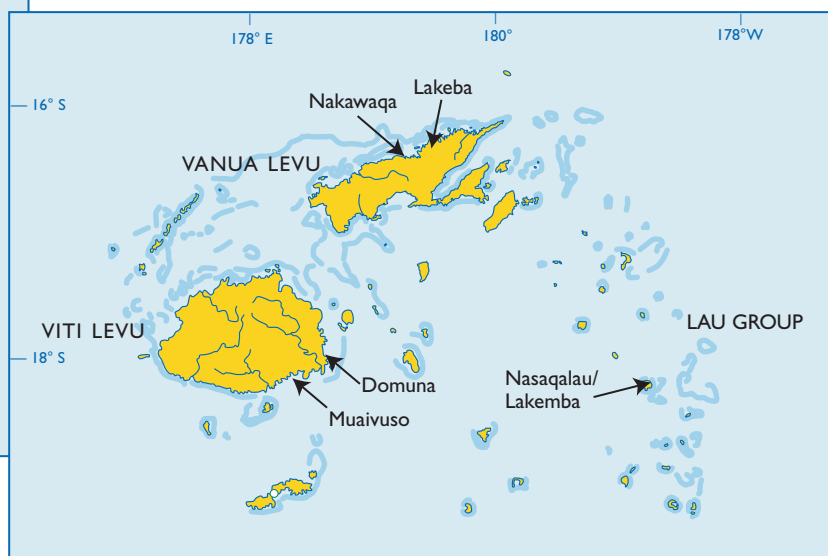 178° E
180°
178° W
16° S
Lakeba
Nakawaqa
VANUA LEVU
VITI LEVU
LAU GROUP
18° S
Nasaqalau/
Lakemba
Domuna
Muaivuso